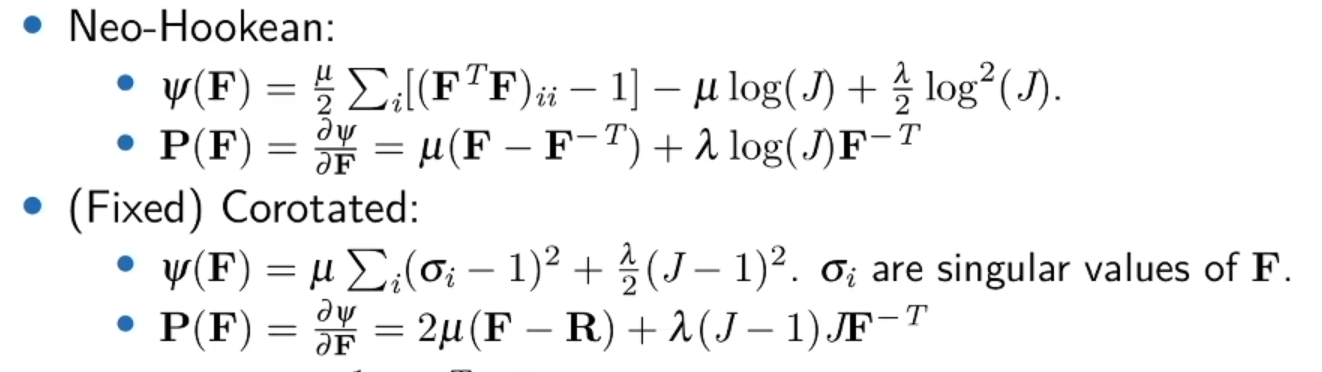 • Neo-Hookean:
• ψ(F) = μ/2 ∑ᵢ[(FᵀF)ᵢᵢ − 1] − μ log(J) + λ/2 log²(J).
• P(F) = ∂ψ/∂F = μ(F − F⁻ᵀ) + λ log(J)F⁻ᵀ
• (Fixed) Corotated:
• ψ(F) = μ ∑ᵢ(σᵢ − 1)² + λ/2 (J − 1)². σᵢ are singular values of F.
• P(F) = ∂ψ/∂F = 2μ(F − R) + λ(J − 1)JF⁻ᵀ